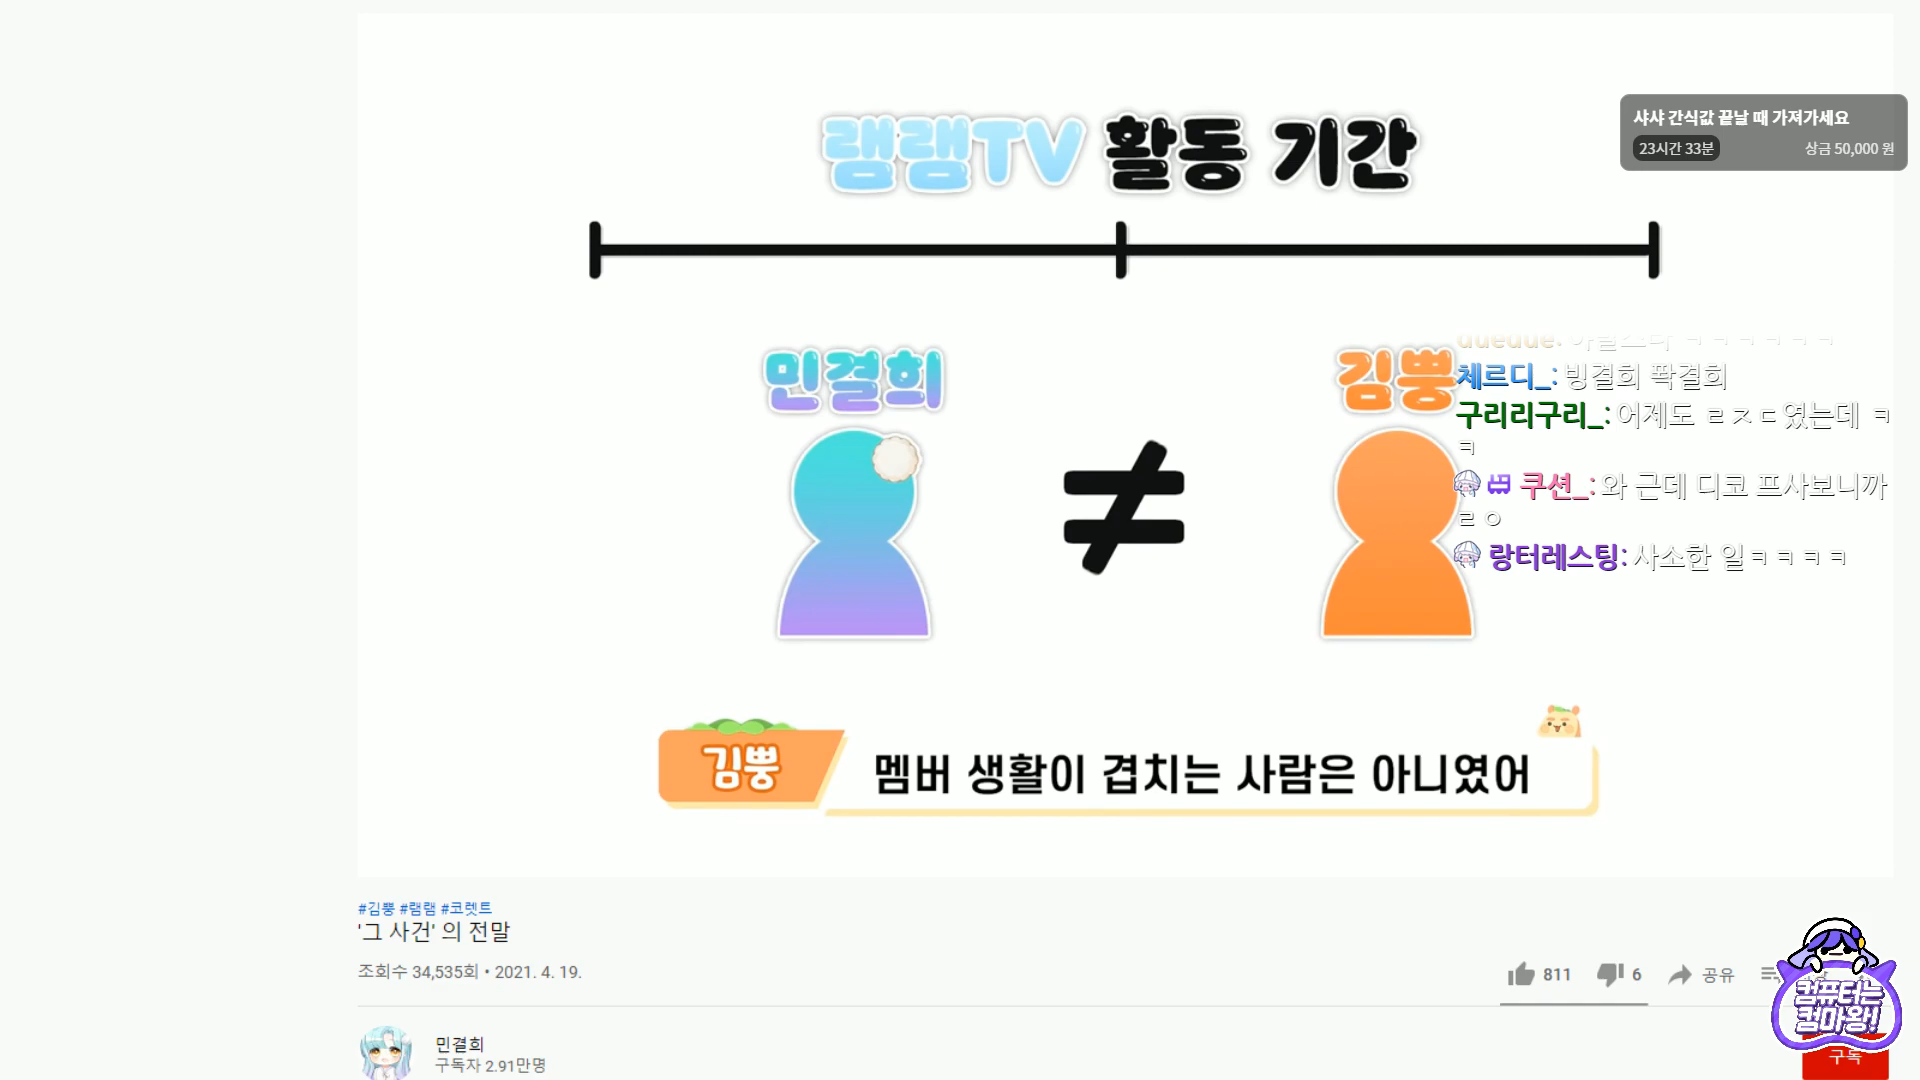 램램TV 활동 기간
샤샤 간식값 끝날 때 가져가세요
23시간 33분
상금 50,000 원
민결희
김뿡
체르디_: 빙결희 퐉결희
구리리구리_: 어제도 ㄹㅈㄷ였는데 ㅋ
ㅋ
쿠션_: 와 근데 디코 프사보니까
ㄹㅇ
랑터레스팅: 사소한 일ㅋㅋㅋㅋ
≠
김뿡
멤버 생활이 겹치는 사람은 아니였어
#김뿡 #램램 #코렛트
'그 사건' 의 전말
조회수 34,535회 • 2021. 4. 19.
811
6
공유
컴퓨터는
컴마왕!
민결희
구독자 2.91만명
구독